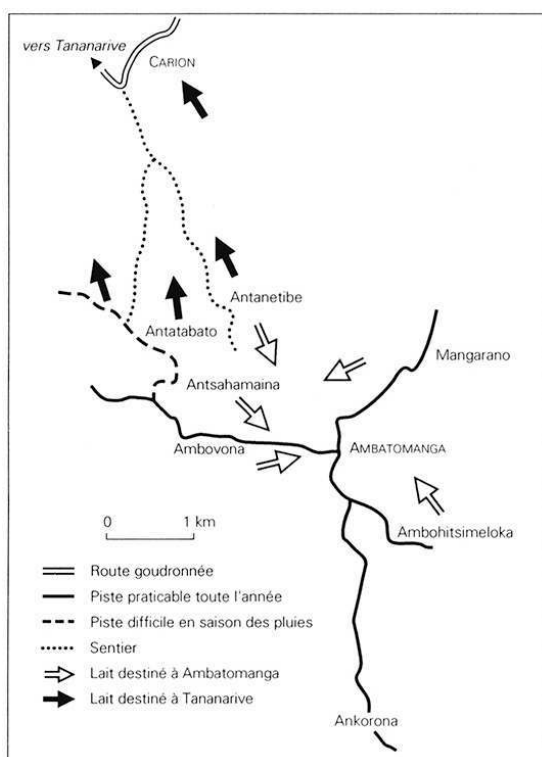 vers Tananarive
CARION
Antanetibe
Antatabato
Mangarano
Antsahamaina
Ambovona
AMBATOMANGA
0 1 km
Ambohitsimeloka
Route goudronnée
Piste praticable toute l'année
Piste difficile en saison des pluies
Sentier
Lait destiné à Ambatomanga
Lait destiné à Tananarive
Ankorona